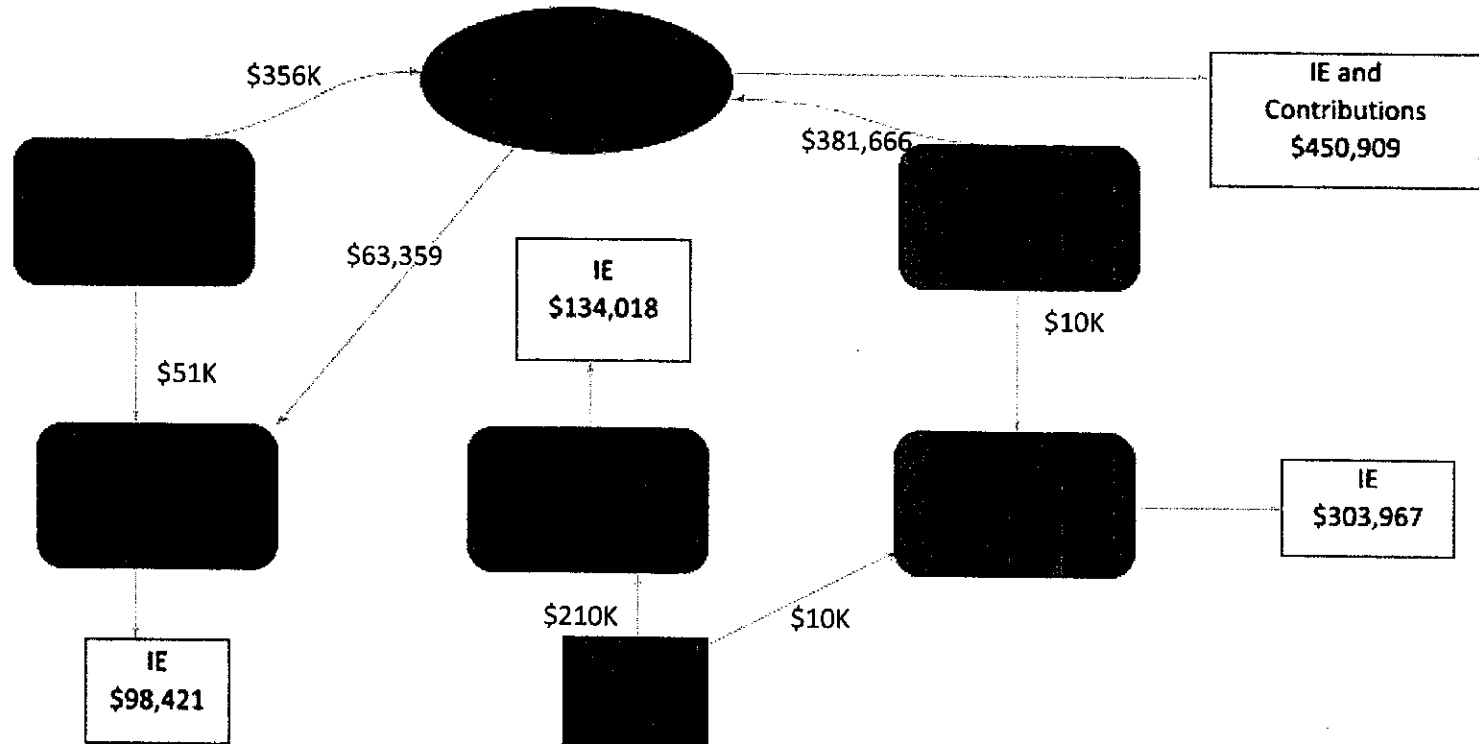 $356K
IE and
Contributions
$450,909
$381,666
$63,359
IE
$134,018
$10K
$51K
IE
$303,967
$210K
$10K
IE
$98,421